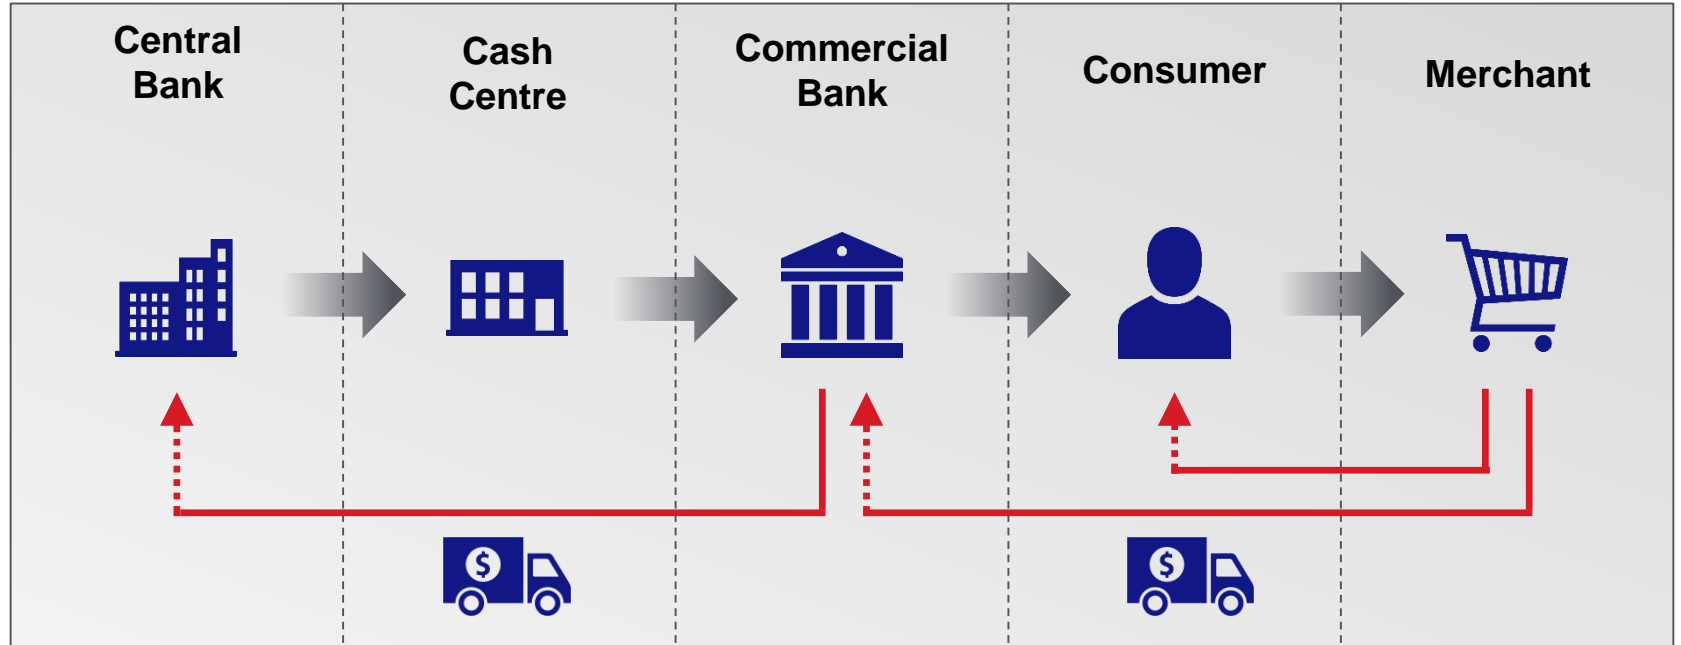 Central
Bank
Cash
Centre
Commercial
Bank
Consumer
Merchant
$
$